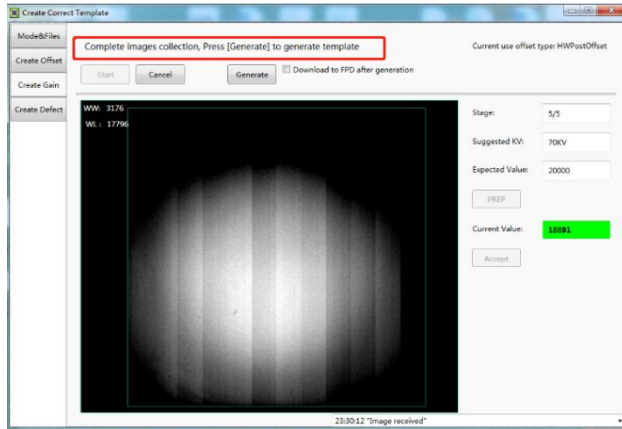 Create Correct Template
Mode&Files
Create Offset
Create Gain
Create Defect
Complete images collection, Press [Generate] to generate template
Current use offset type: HWPostOffset
Start
Cancel
Generate
Download to FPD after generation
WW: 3176
WL: 17796
Stage:
5/5
Suggested KV:
70KV
Expected Value:
20000
PREP
Current Value:
18891
Accept
23:30:12 "Image received"